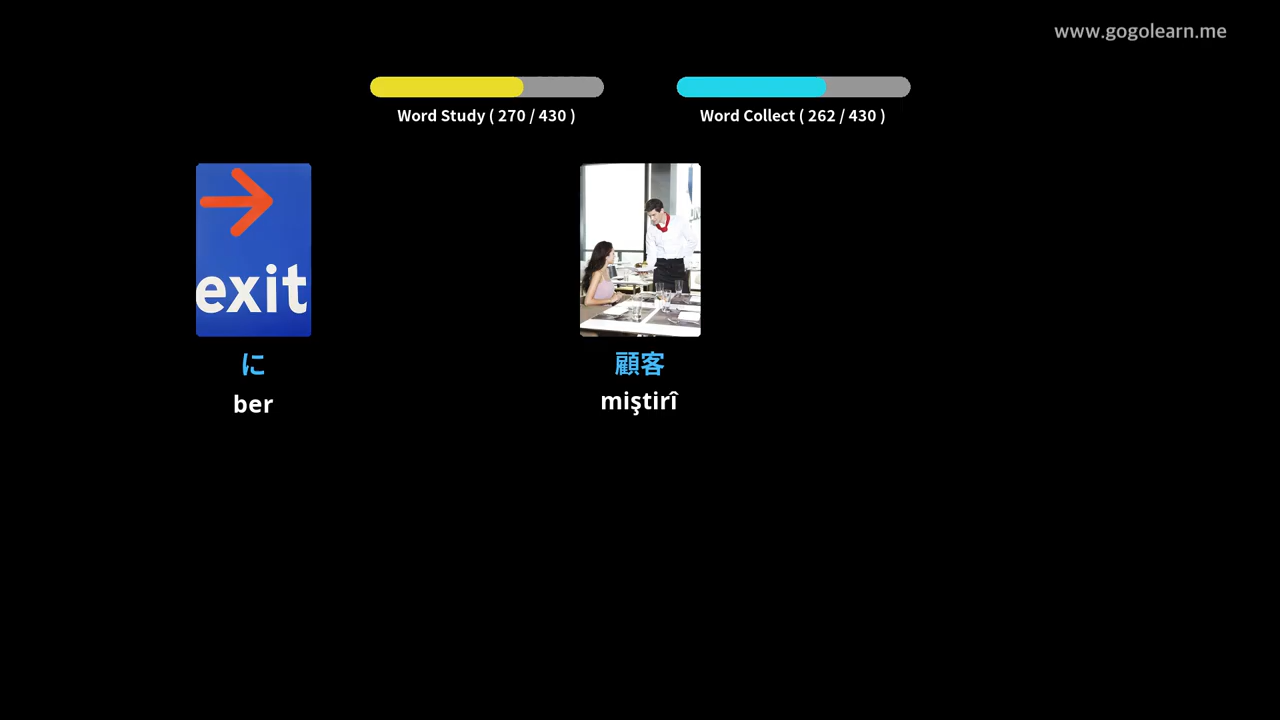 www.gogolearn.me
Word Study ( 270 / 430 )
Word Collect ( 262 / 430 )
exit
に
ber
顧客
miştirî